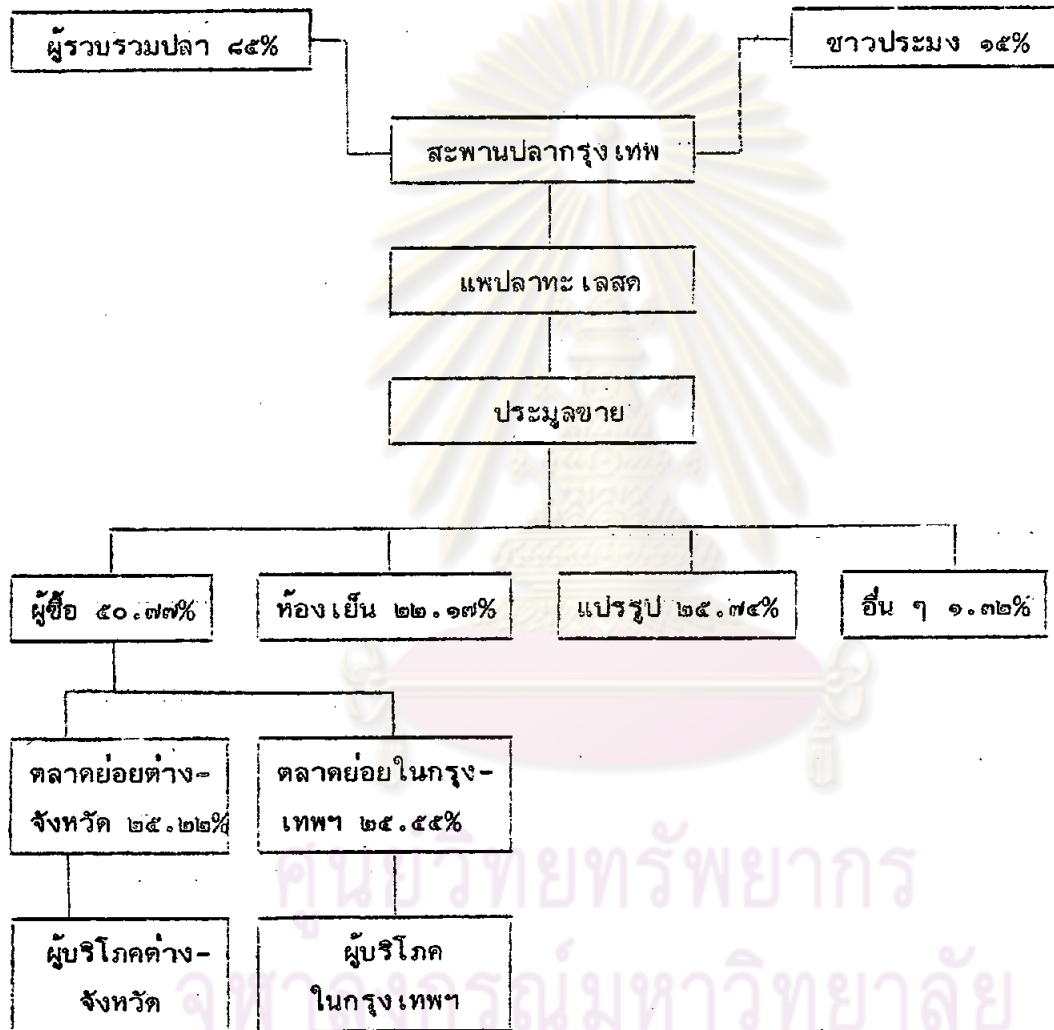 ผู้รวบรวมปลา ๘๕%
ชาวประมง ๑๕%
สะพานปลากรุงเทพ
แพปลาทะเลสด
ประมูลขาย
ผู้ซื้อ ๕๐.๗๗%
ห้องเย็น ๒๒.๑๗%
แปรรูป ๒๕.๗๔%
อื่น ๆ ๑.๓๒%
ตลาดย่อยต่าง-
จังหวัด ๒๕.๒๒%
ตลาดย่อยในกรุง-
เทพฯ ๒๕.๕๕%
ผู้บริโภคต่าง-
จังหวัด
ผู้บริโภค
ในกรุงเทพฯ
ศูนย์วิทยทรัพยากร
จุฬาลงกรณ์มหาวิทยาลัย